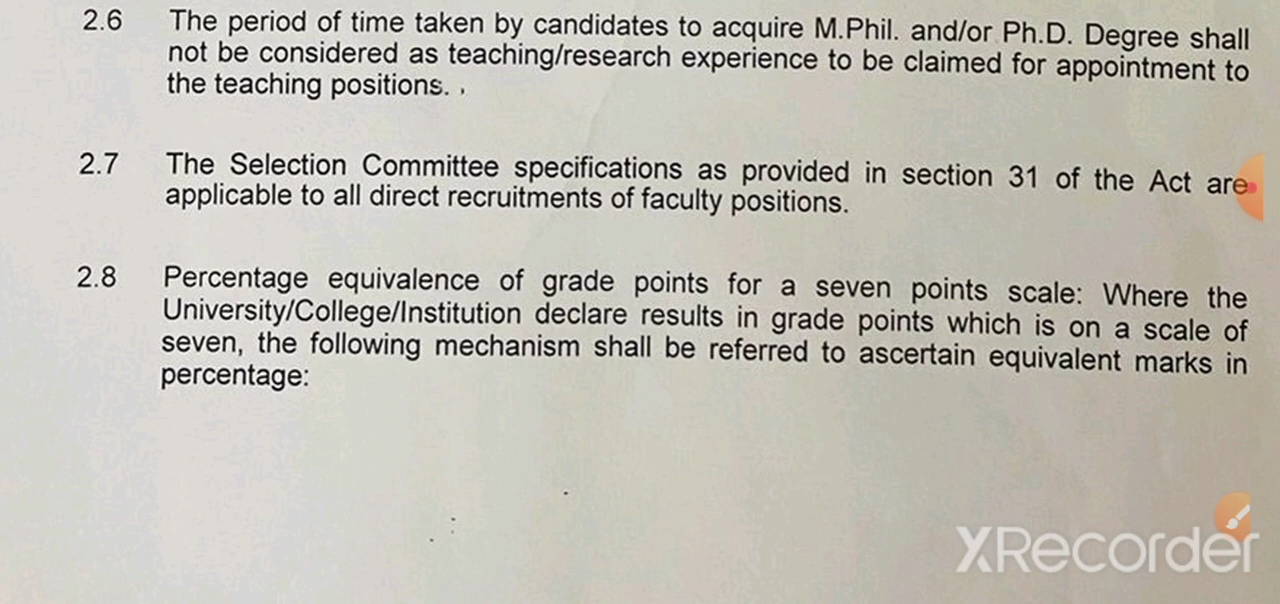 2.6 The period of time taken by candidates to acquire M.Phil. and/or Ph.D. Degree shall
not be considered as teaching/research experience to be claimed for appointment to
the teaching positions.
2.7 The Selection Committee specifications as provided in section 31 of the Act are
applicable to all direct recruitments of faculty positions.
2.8 Percentage equivalence of grade points for a seven points scale: Where the
University/College/Institution declare results in grade points which is on a scale of
seven, the following mechanism shall be referred to ascertain equivalent marks in
percentage:
XRecorder